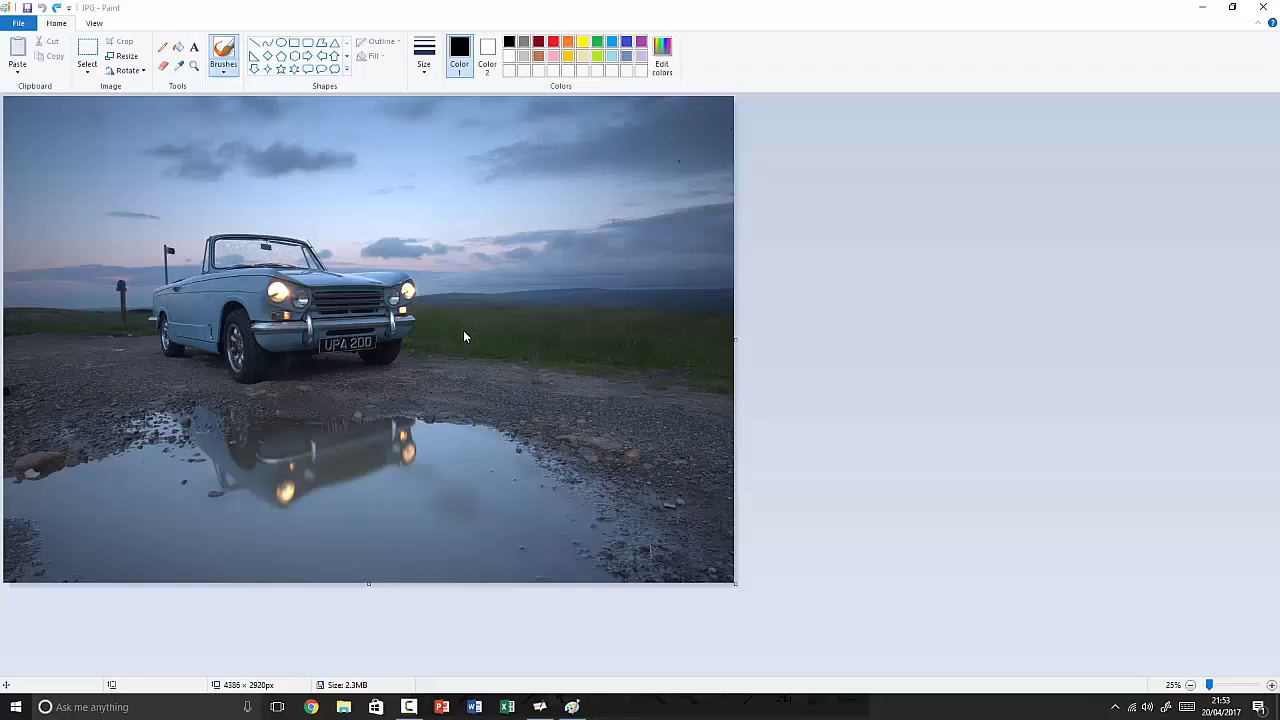 JPG - Paint
File Home View
Paste
Cut
Copy
Clipboard
Select
Crop
Resize
Rotate
Image
A
Tools
Brushes
Outline
Fill
Shapes
Size
Color 1
Color 2
Edit colors
Colors
UPA 200
4386 × 2920px
Size: 2.3MB
25%
Ask me anything
21:53
20/04/2017